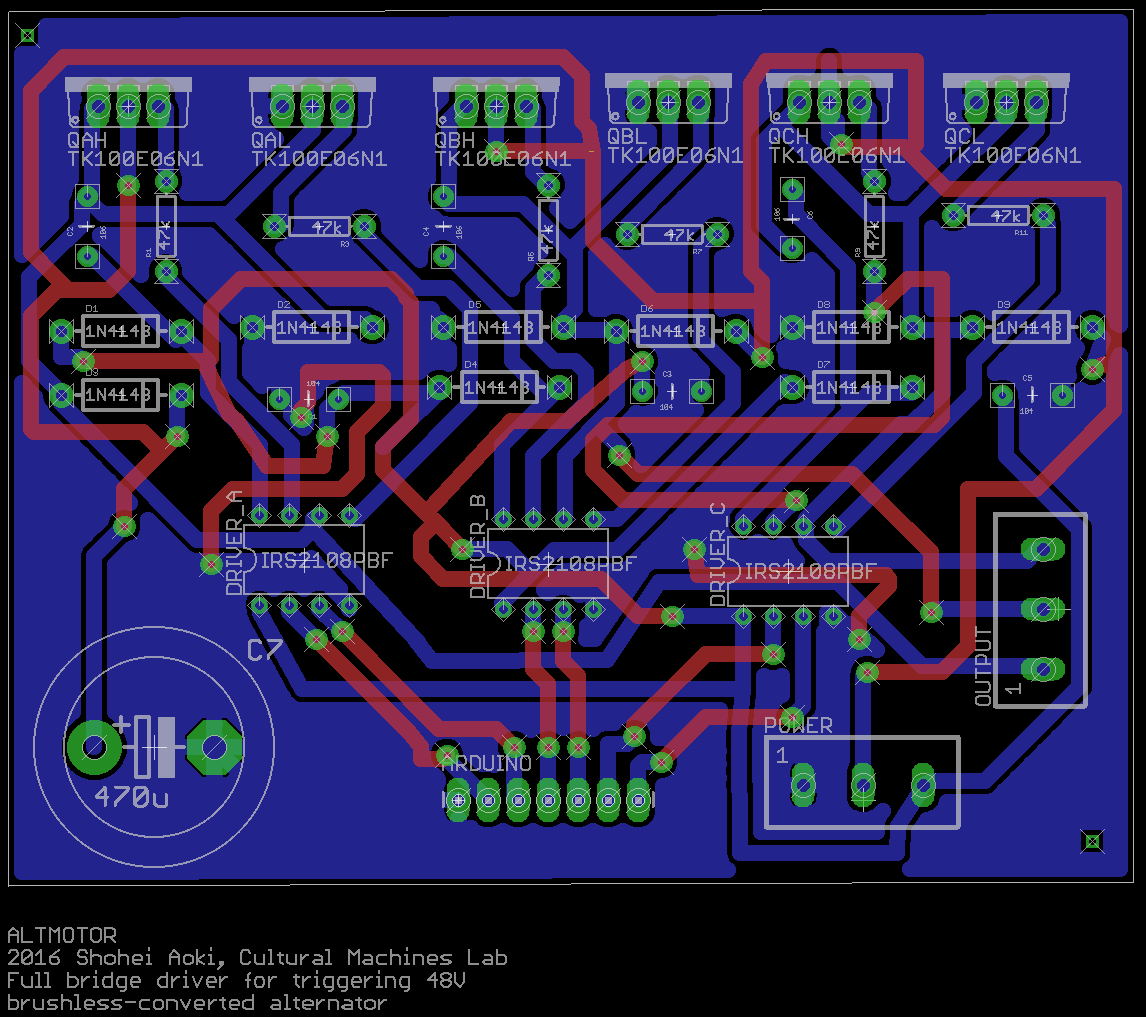 QAH
TK100E06N1
QAL
TK100E06N1
QBH
TK100E06N1
QBL
TK100E06N1
QCH
TK100E06N1
QCL
TK100E06N1
C2
106
R1
47k
47k
R3
C4
106
R5
47k
47k
R7
106
C6
R9
47k
47k
R11
D1
1N4148
D2
1N4148
D5
1N4148
D6
1N4148
D8
1N4148
D9
1N4148
D3
1N4148
104
D4
1N4148
C3
104
D7
1N4148
C5
104
DRIVER_A
IRS2108PBF
DRIVER_B
IRS2108PBF
DRIVER_C
IRS2108PBF
C7
+
470u
ARDUINO
POWER
1
OUTPUT
1
ALTMOTOR
2016 Shohei Aoki, Cultural Machines Lab
Full bridge driver for triggering 48V
brushless-converted alternator